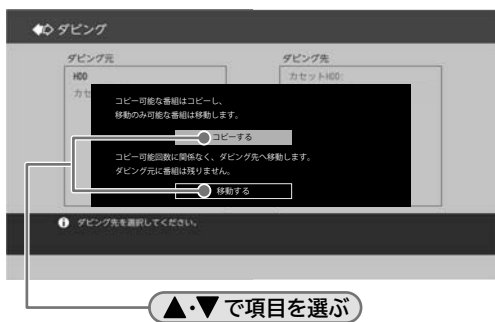 ダビング
ダビング元
ダビング先
HDD
カセットHDD:
カセ
コピー可能な番組はコピーし、
移動のみ可能な番組は移動します。
コピーする
コピー可能回数に関係なく、ダビング先へ移動します。
ダビング元に番組は残りません。
移動する
ダビング先を選択してください。
▲・▼で項目を選ぶ